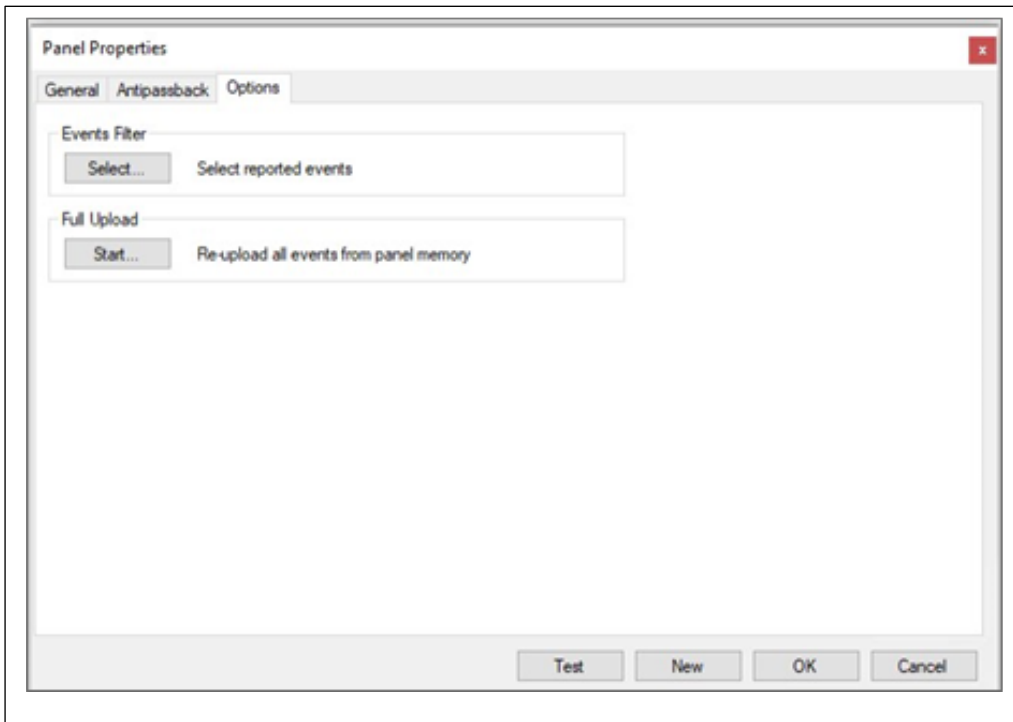 Panel Properties
x
General Antipassback Options
Events Filter
Select... Select reported events
Full Upload
Start... Re-upload all events from panel memory
Test New OK Cancel